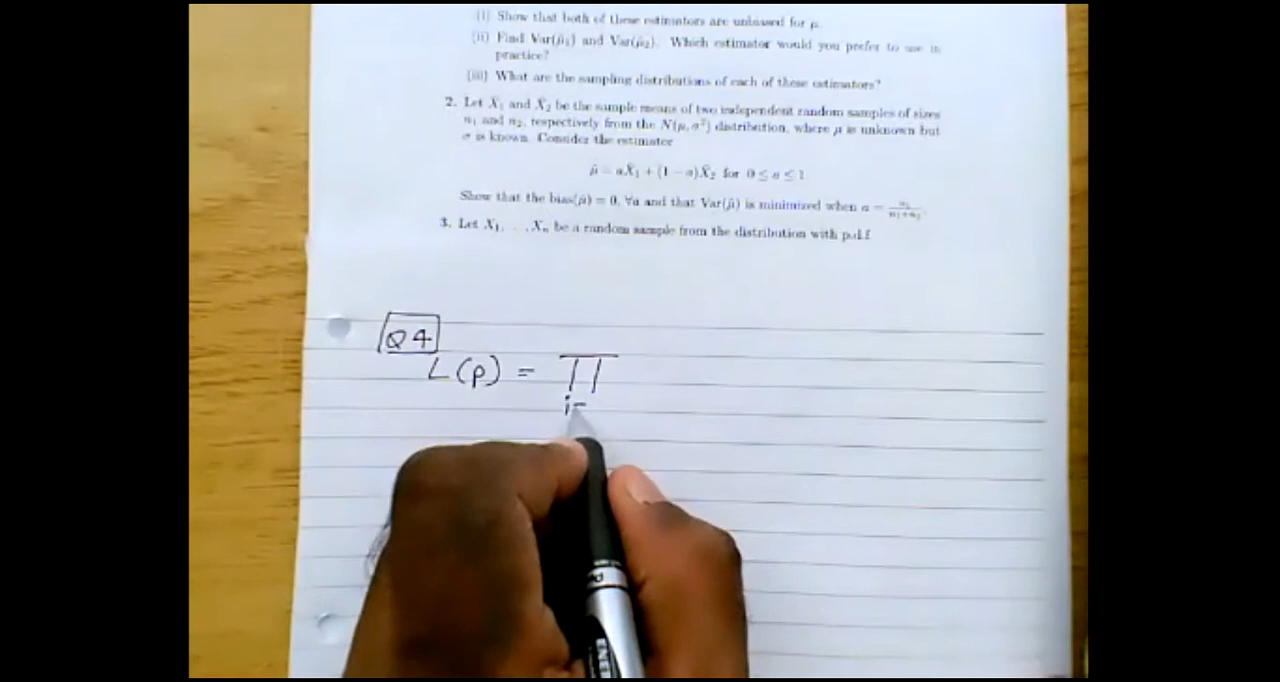 (i) Show that both of these estimators are unbiased for μ.
(ii) Find Var(μ̂₁) and Var(μ̂₂). Which estimator would you prefer to use in
practice?
(iii) What are the sampling distributions of each of these estimators?
2. Let X̄₁ and X̄₂ be the sample means of two independent random samples of sizes
n₁ and n₂, respectively from the N(μ, σ²) distribution, where μ is unknown but
σ is known. Consider the estimator
μ̂ = aX̄₁ + (1 − a)X̄₂ for 0 ≤ a ≤ 1
Show that the bias(μ̂) = 0, ∀a and that Var(μ̂) is minimized when a = n₁/(n₁+n₂).
3. Let X₁, . . . , Xₙ be a random sample from the distribution with p.d.f
Q4
L(p) = Π
i=